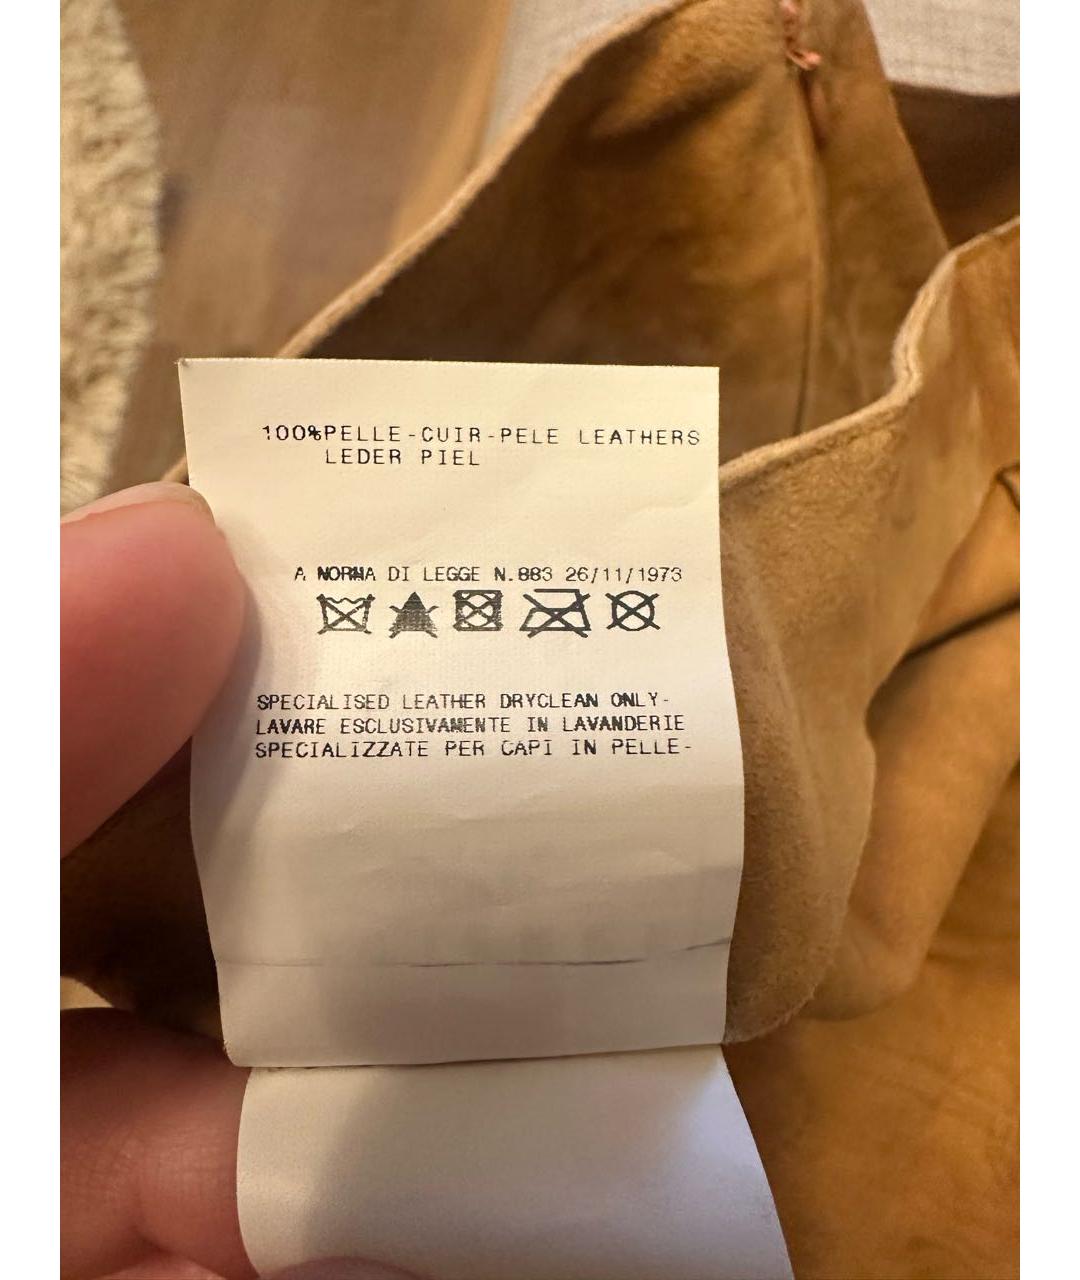 100%PELLE-CUIR-PELE LEATHERS
LEDER PIEL
A NORMA DI LEGGE N.883 26/11/1973
SPECIALISED LEATHER DRYCLEAN ONLY-
LAVARE ESCLUSIVAMENTE IN LAVANDERIE
SPECIALIZZATE PER CAPI IN PELLE-